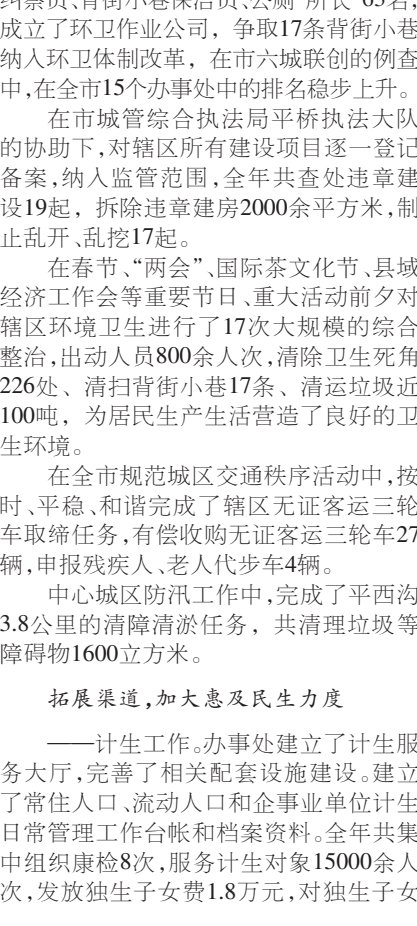 纠察员、背街小巷保洁员、公厕“所长”65名,
成立了环卫作业公司，争取17条背街小巷
纳入环卫体制改革，在市六城联创的例查
中,在全市15个办事处中的排名稳步上升。
在市城管综合执法局平桥执法大队
的协助下,对辖区所有建设项目逐一登记
备案,纳入监管范围,全年共查处违章建
设19起，拆除违章建房2000余平方米,制
止乱开、乱挖17起。
在春节、“两会”、国际茶文化节、县域
经济工作会等重要节日、重大活动前夕对
辖区环境卫生进行了17次大规模的综合
整治,出动人员800余人次,清除卫生死角
226处、清扫背街小巷17条、清运垃圾近
100吨，为居民生产生活营造了良好的卫
生环境。
在全市规范城区交通秩序活动中,按
时、平稳、和谐完成了辖区无证客运三轮
车取缔任务,有偿收购无证客运三轮车27
辆,申报残疾人、老人代步车4辆。
中心城区防汛工作中,完成了平西沟
3.8公里的清障清淤任务，共清理垃圾等
障碍物1600立方米。
拓展渠道,加大惠及民生力度
——计生工作。办事处建立了计生服
务大厅,完善了相关配套设施建设。建立
了常住人口、流动人口和企事业单位计生
日常管理工作台帐和档案资料。全年共集
中组织康检8次,服务计生对象15000余人
次,发放独生子女费1.8万元,对独生子女